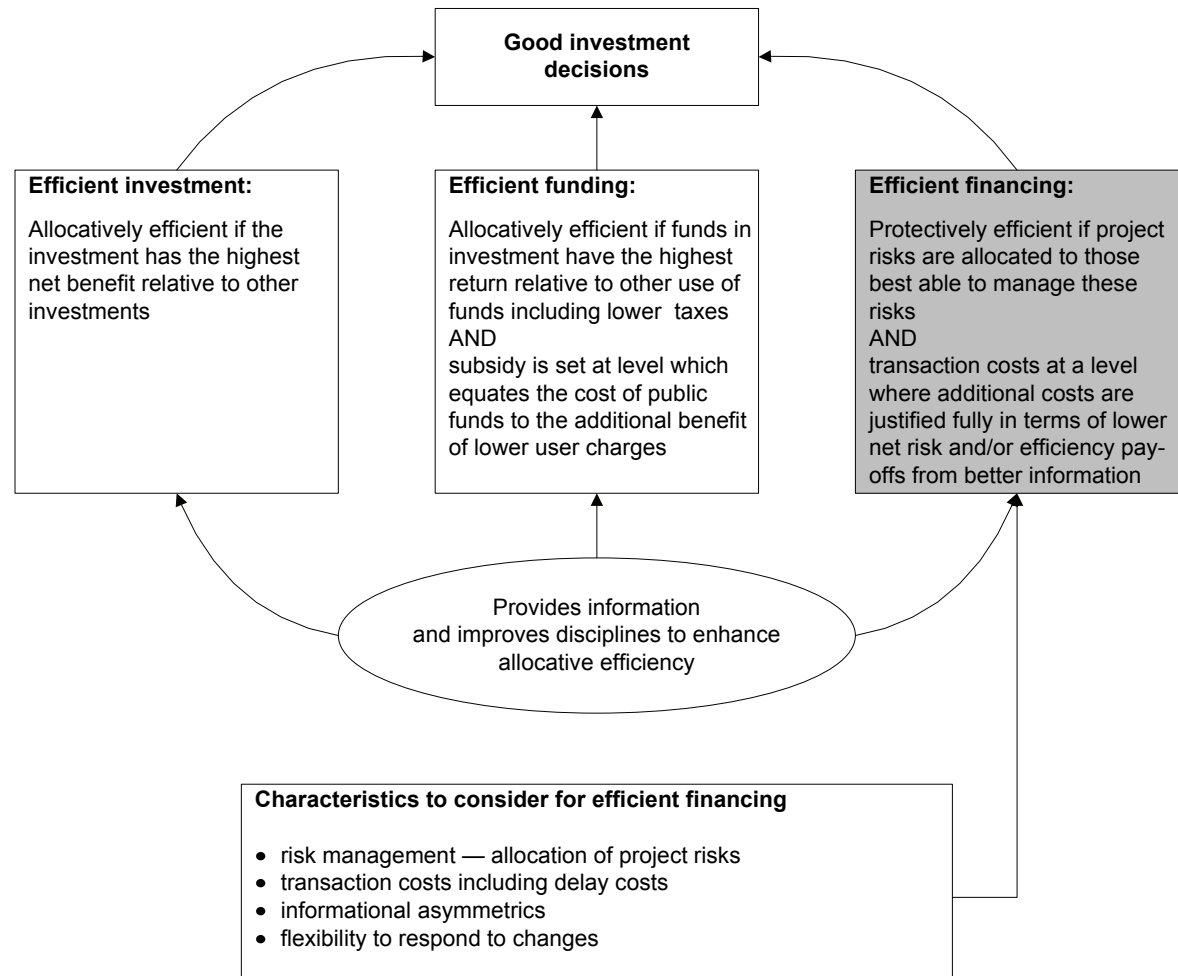 Good investment
decisions
Efficient investment:
Allocatively efficient if the
investment has the highest
net benefit relative to other
investments
Efficient funding:
Allocatively efficient if funds in
investment have the highest
return relative to other use of
funds including lower taxes
AND
subsidy is set at level which
equates the cost of public
funds to the additional benefit
of lower user charges
Efficient financing:
Protectively efficient if project
risks are allocated to those
best able to manage these
risks
AND
transaction costs at a level
where additional costs are
justified fully in terms of lower
net risk and/or efficiency pay-
offs from better information
Provides information
and improves disciplines to enhance
allocative efficiency
Characteristics to consider for efficient financing
• risk management — allocation of project risks
• transaction costs including delay costs
• informational asymmetrics
• flexibility to respond to changes